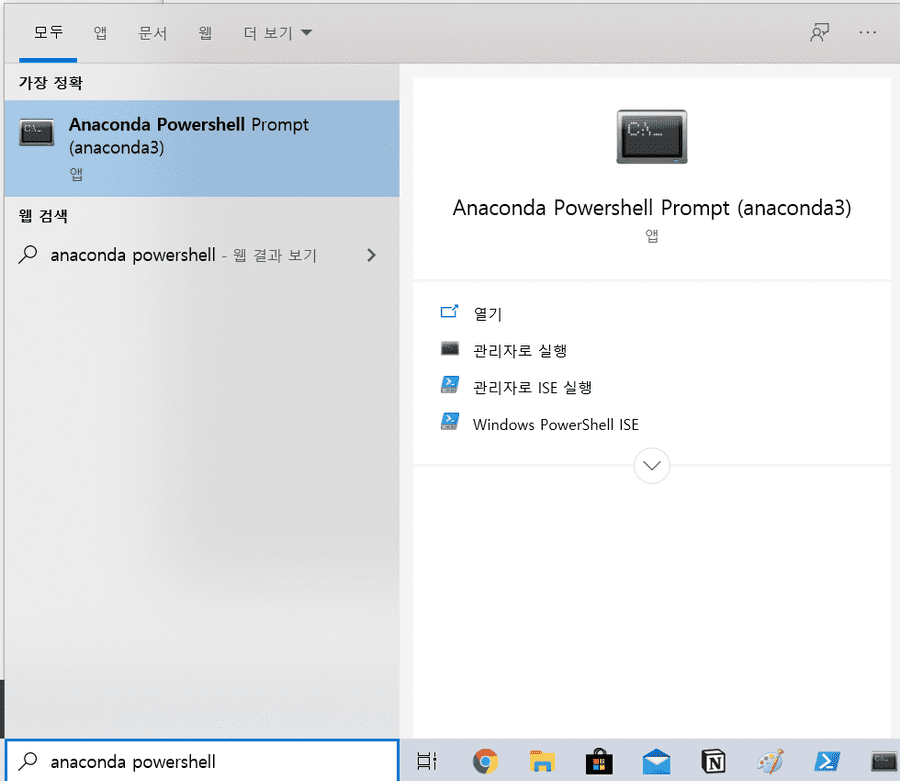 모두 앱 문서 웹 더 보기
가장 정확
Anaconda Powershell Prompt
(anaconda3)
앱
웹 검색
anaconda powershell - 웹 결과 보기
Anaconda Powershell Prompt (anaconda3)
앱
열기
관리자로 실행
관리자로 ISE 실행
Windows PowerShell ISE
anaconda powershell